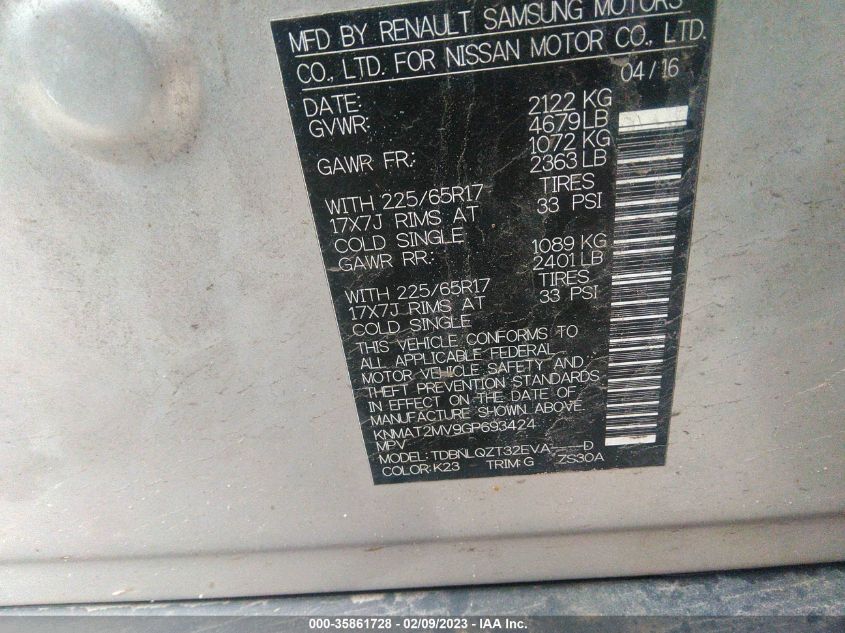 MFD BY RENAULT SAMSUNG MOTORS
CO., LTD. FOR NISSAN MOTOR CO., LTD.
DATE: 04/16
GVWR: 2122 KG
4679 LB
GAWR FR: 1072 KG
2363 LB
WITH 225/65R17 TIRES
17X7J RIMS AT 33 PSI
COLD SINGLE
GAWR RR: 1089 KG
2401 LB
WITH 225/65R17 TIRES
17X7J RIMS AT 33 PSI
COLD SINGLE
THIS VEHICLE CONFORMS TO
ALL APPLICABLE FEDERAL
MOTOR VEHICLE SAFETY AND
THEFT PREVENTION STANDARDS
IN EFFECT ON THE DATE OF
MANUFACTURE SHOWN ABOVE.
KNMAT2MV9GP693424
MPV
MODEL: TDBNLQZT32EVA----D
COLOR:K23 TRIM:G ZS30A
000-35861728 - 02/09/2023 - © IAA Inc.